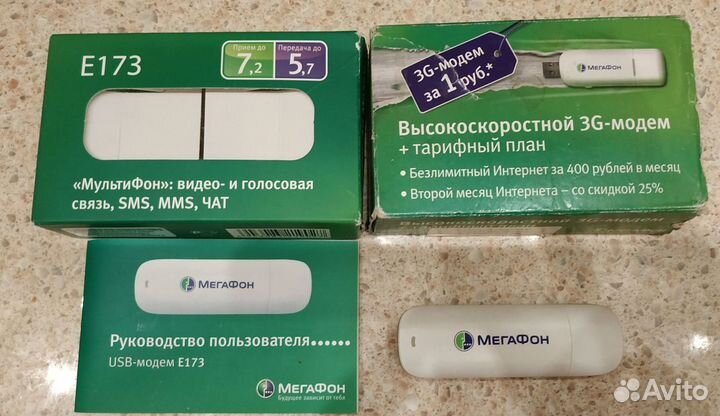 E173
Приём до
7,2
Передача до
5,7
«МультиФон»: видео- и голосовая
связь, SMS, MMS, ЧАТ
3G-модем
за 1 руб.*
МегаФон
Высокоскоростной 3G-модем
+ тарифный план
• Безлимитный Интернет за 400 рублей в месяц
• Второй месяц Интернета – со скидкой 25%
МегаФон
Руководство пользователя......
USB-модем E173
МегаФон
Будущее зависит от тебя
МегаФон
Avito